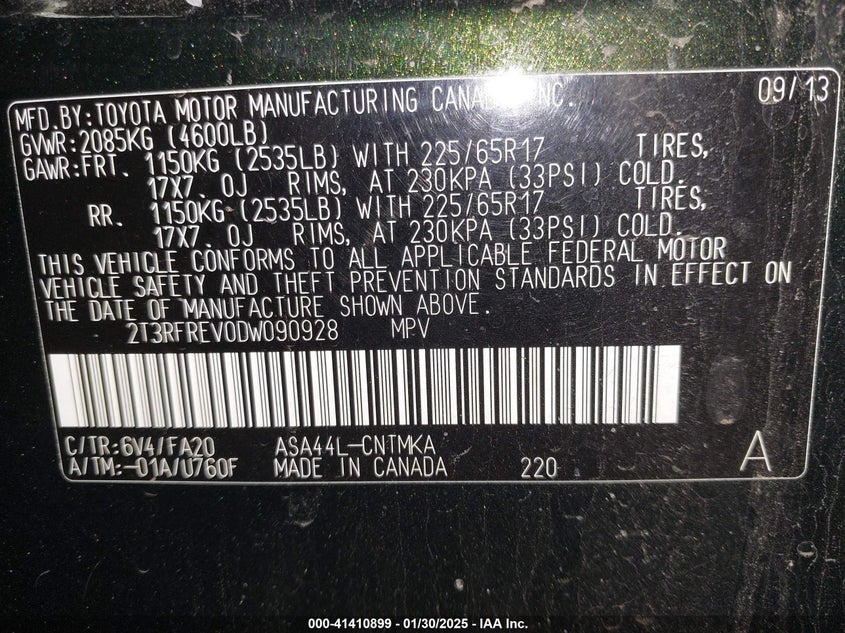 MFD.BY:TOYOTA MOTOR MANUFACTURING CANADA INC. 09/13
GVWR:2085KG (4600LB)
GAWR:FRT. 1150KG (2535LB) WITH 225/65R17 TIRES,
17X7.0J RIMS, AT 230KPA (33PSI) COLD.
RR. 1150KG (2535LB) WITH 225/65R17 TIRES,
17X7.0J RIMS, AT 230KPA (33PSI) COLD.
THIS VEHICLE CONFORMS TO ALL APPLICABLE FEDERAL MOTOR
VEHICLE SAFETY AND THEFT PREVENTION STANDARDS IN EFFECT ON
THE DATE OF MANUFACTURE SHOWN ABOVE.
2T3RFREV0DW090928 MPV
C/TR:6V4/FA20 ASA44L-CNTMKA
A/TM:-01A/U760F MADE IN CANADA 220 A
000-41410899 - 01/30/2025 - IAA Inc.